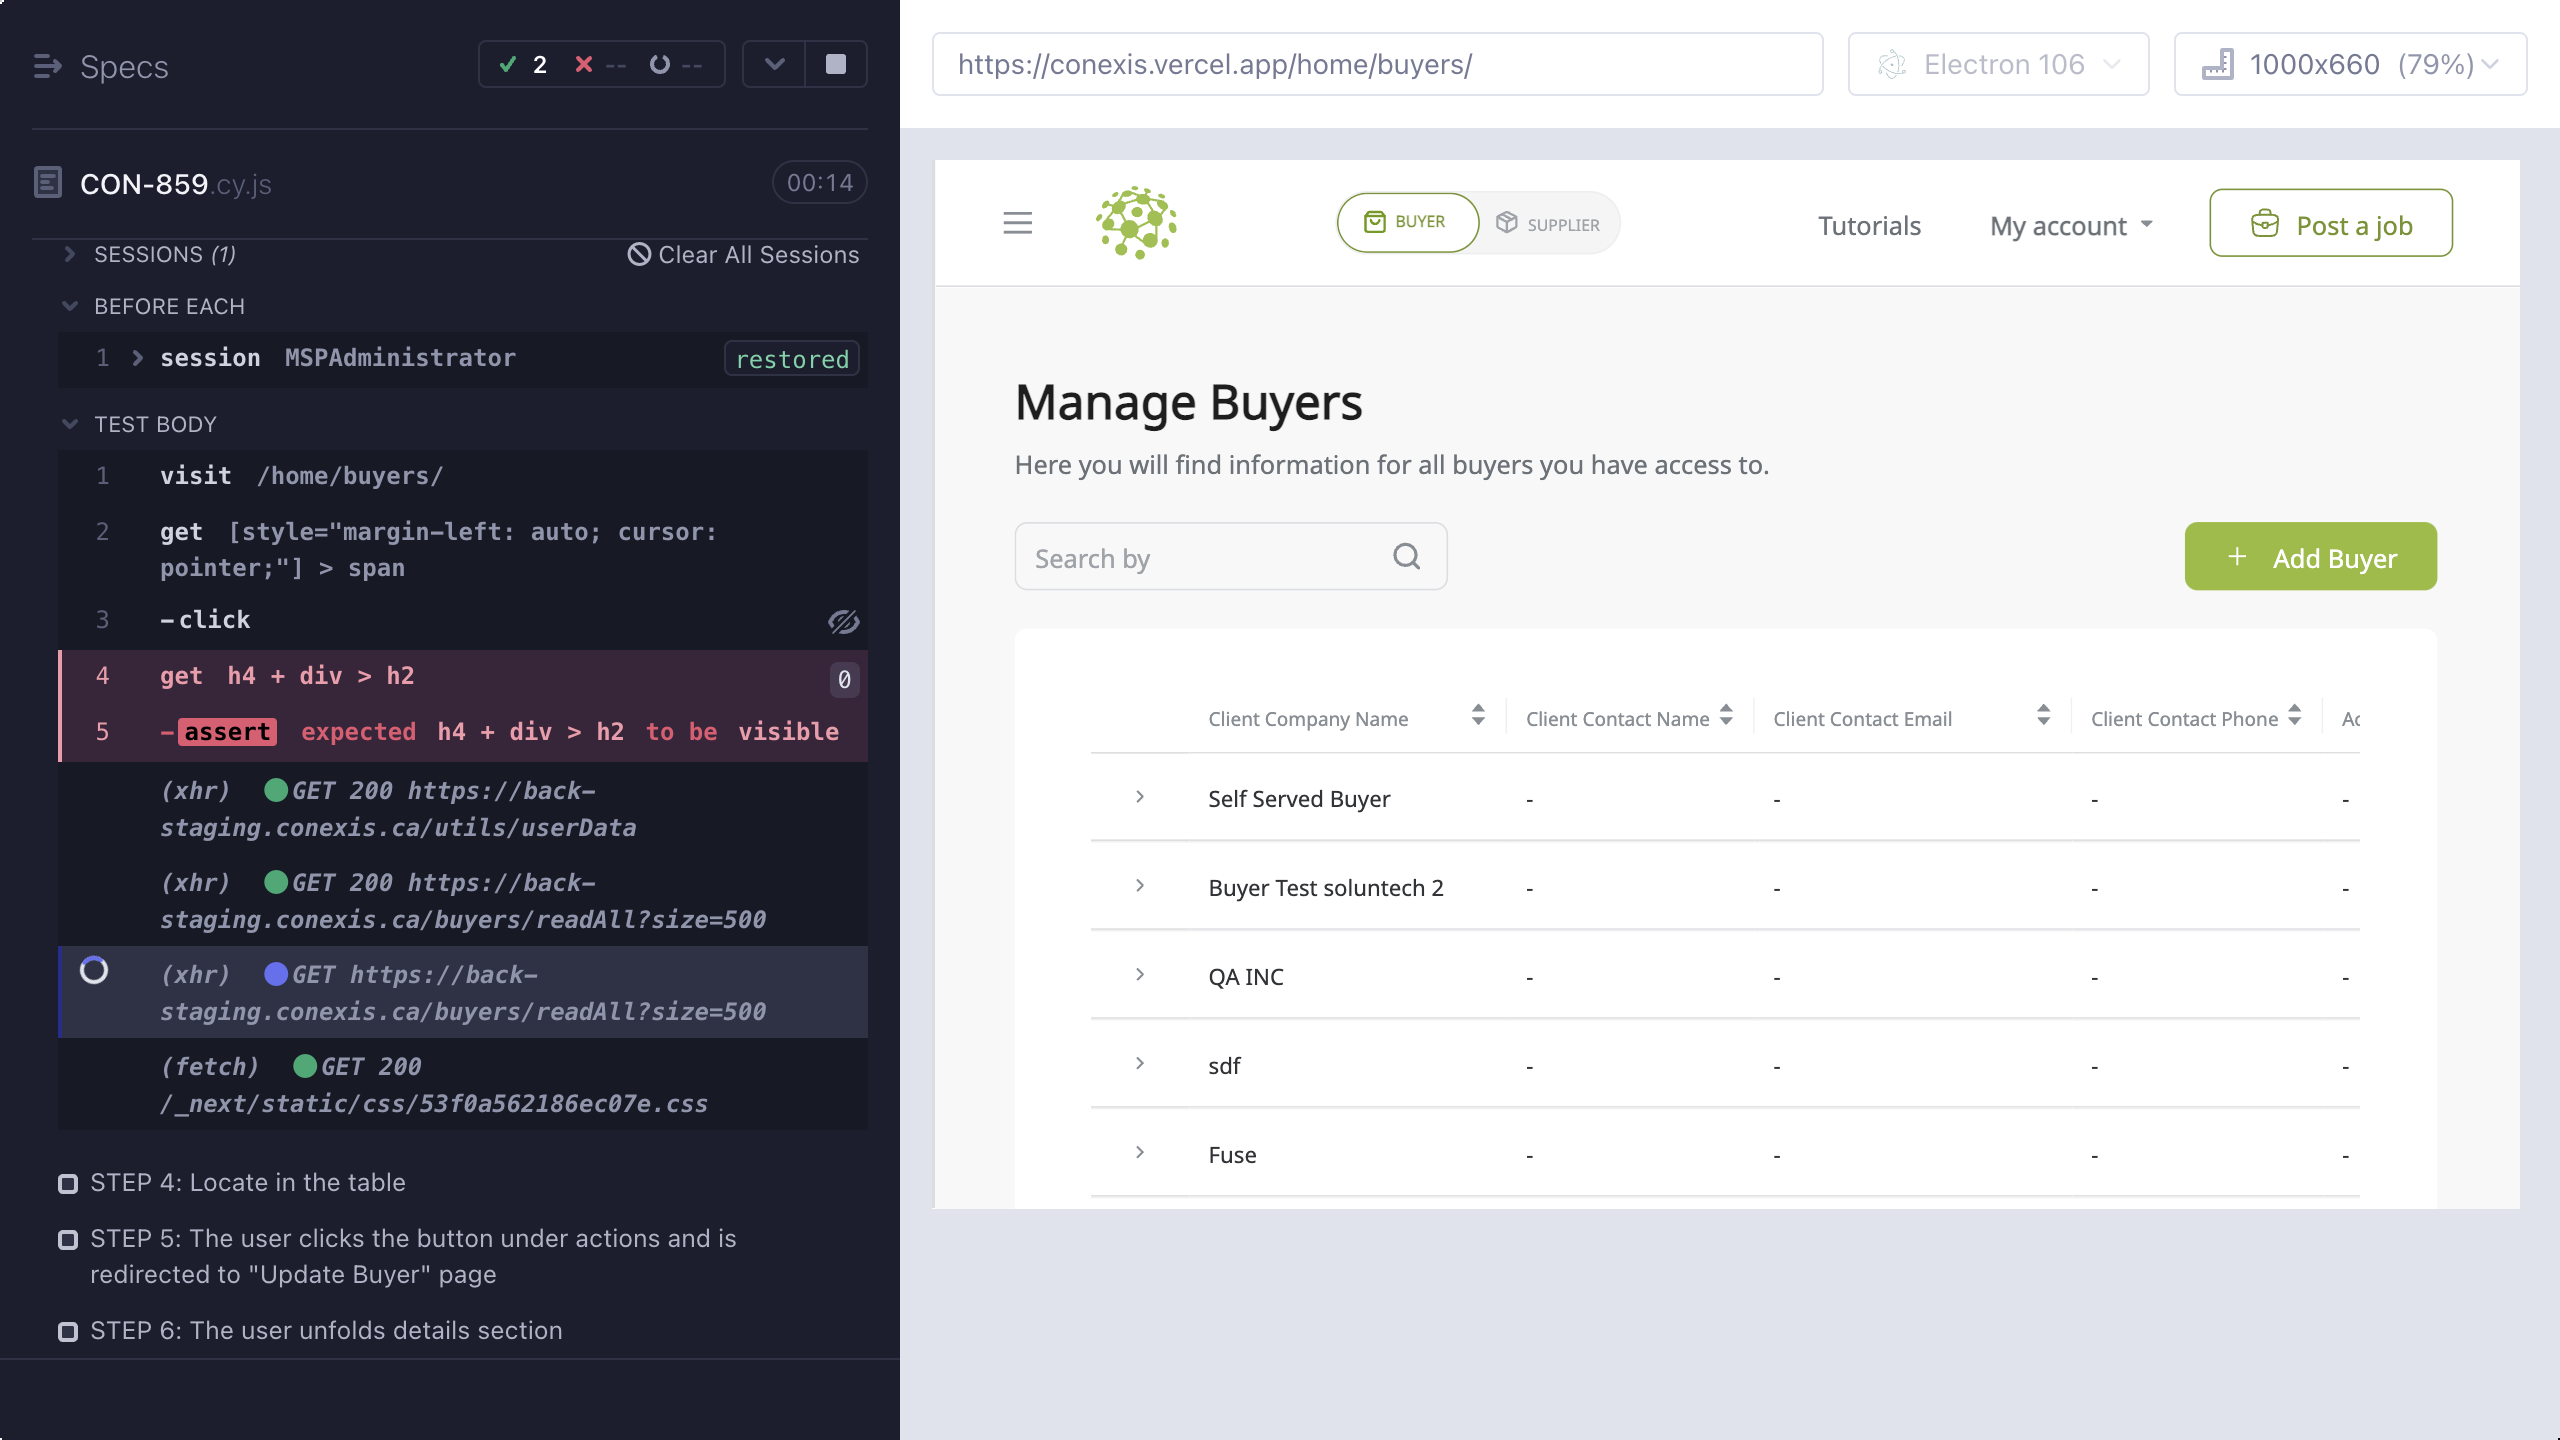 Specs
2 -- --
CON-859.cy.js
00:14
SESSIONS (1)
Clear All Sessions
BEFORE EACH
1 session MSPAdministrator restored
TEST BODY
1 visit /home/buyers/
2 get [style="margin-left: auto; cursor:
pointer;"] > span
3 -click
4 get h4 + div > h2 0
5 -assert expected h4 + div > h2 to be visible
(xhr) GET 200 https://back-
staging.conexis.ca/utils/userData
(xhr) GET 200 https://back-
staging.conexis.ca/buyers/readAll?size=500
(xhr) GET https://back-
staging.conexis.ca/buyers/readAll?size=500
(fetch) GET 200
/_next/static/css/53f0a562186ec07e.css
STEP 4: Locate in the table
STEP 5: The user clicks the button under actions and is
redirected to "Update Buyer" page
STEP 6: The user unfolds details section
https://conexis.vercel.app/home/buyers/
Electron 106
1000x660 (79%)
BUYER
SUPPLIER
Tutorials
My account
Post a job
Manage Buyers
Here you will find information for all buyers you have access to.
Search by
+ Add Buyer
Client Company Name Client Contact Name Client Contact Email Client Contact Phone Ac
Self Served Buyer - - - -
Buyer Test soluntech 2 - - - -
QA INC - - - -
sdf - - - -
Fuse - - - -